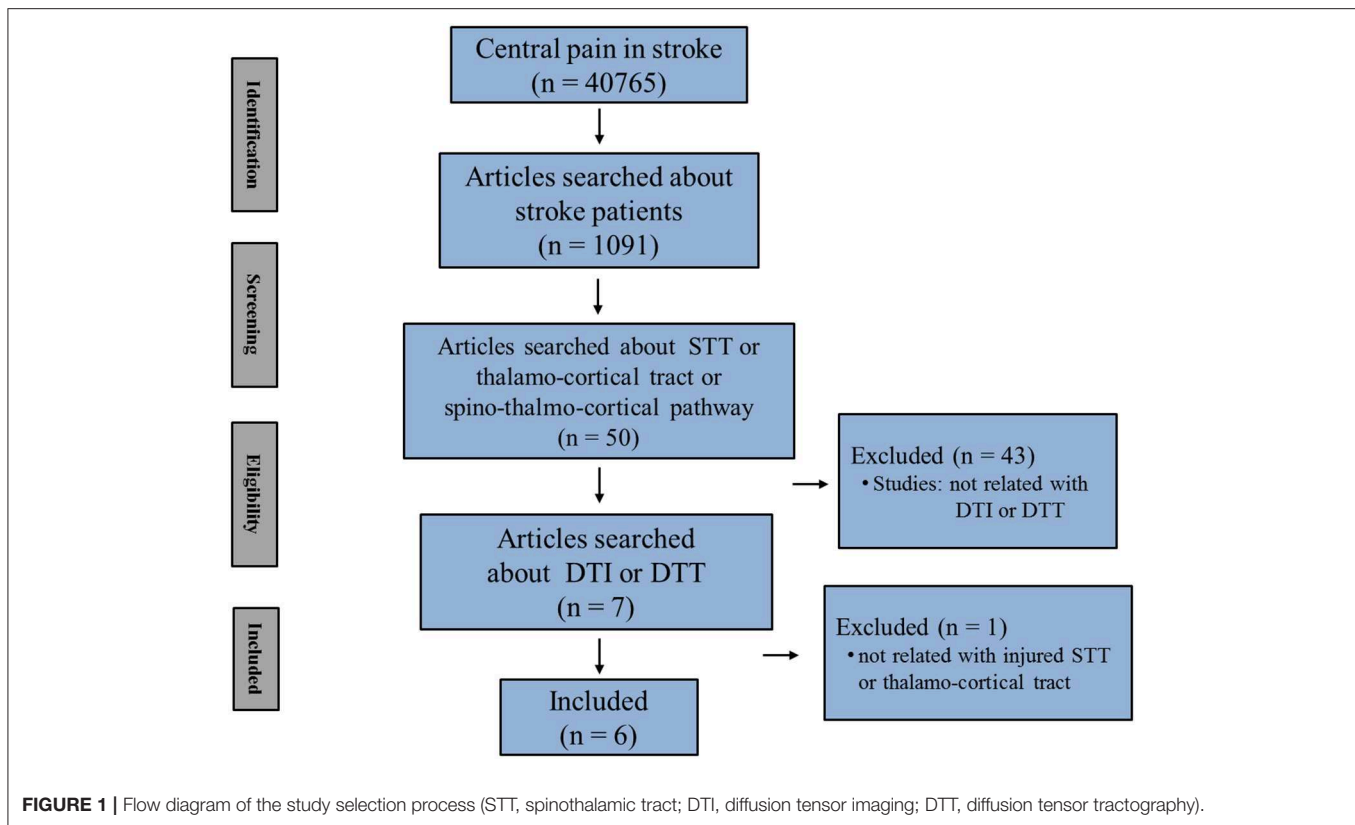 Identification
Screening
Eligibility
Included
Central pain in stroke
(n = 40765)
Articles searched about
stroke patients
(n = 1091)
Articles searched about STT or
thalamo-cortical tract or
spino-thalmo-cortical pathway
(n = 50)
Excluded (n = 43)
• Studies: not related with
DTI or DTT
Articles searched
about DTI or DTT
(n = 7)
Excluded (n = 1)
• not related with injured STT
or thalamo-cortical tract
Included
(n = 6)
FIGURE 1 | Flow diagram of the study selection process (STT, spinothalamic tract; DTI, diffusion tensor imaging; DTT, diffusion tensor tractography).